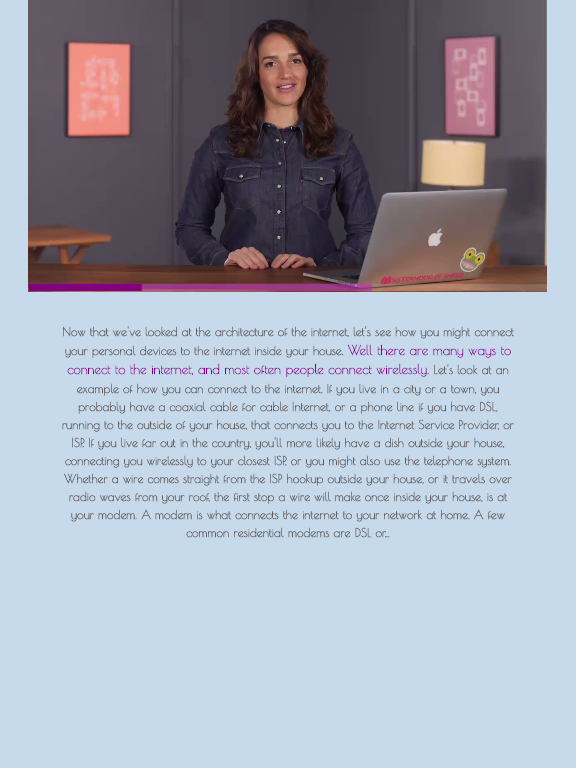 Now that we've looked at the architecture of the internet, let's see how you might connect
your personal devices to the internet inside your house. Well there are many ways to
connect to the internet, and most often people connect wirelessly. Let's look at an
example of how you can connect to the internet. If you live in a city or a town, you
probably have a coaxial cable for cable Internet, or a phone line if you have DSL,
running to the outside of your house, that connects you to the Internet Service Provider, or
ISP. If you live far out in the country, you'll more likely have a dish outside your house,
connecting you wirelessly to your closest ISP, or you might also use the telephone system.
Whether a wire comes straight from the ISP hookup outside your house, or it travels over
radio waves from your roof, the first stop a wire will make once inside your house, is at
your modem. A modem is what connects the internet to your network at home. A few
common residential modems are DSL or...